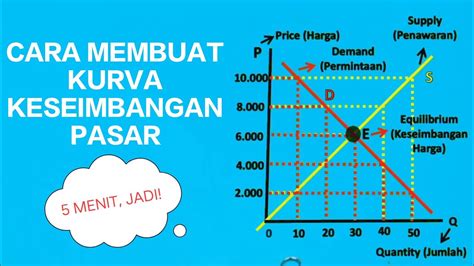 CARA MEMBUAT
KURVA
KESEIMBANGAN
PASAR
5 MENIT, JADI!
Price (Harga)
P
Demand
(Permintaan)
Supply
(Penawaran)
S
D
E
Equilibrium
(Keseimbangan
Harga)
10.000
8.000
6.000
4.000
2.000
0 10 20 30 40 50
Q
Quantity (Jumlah)